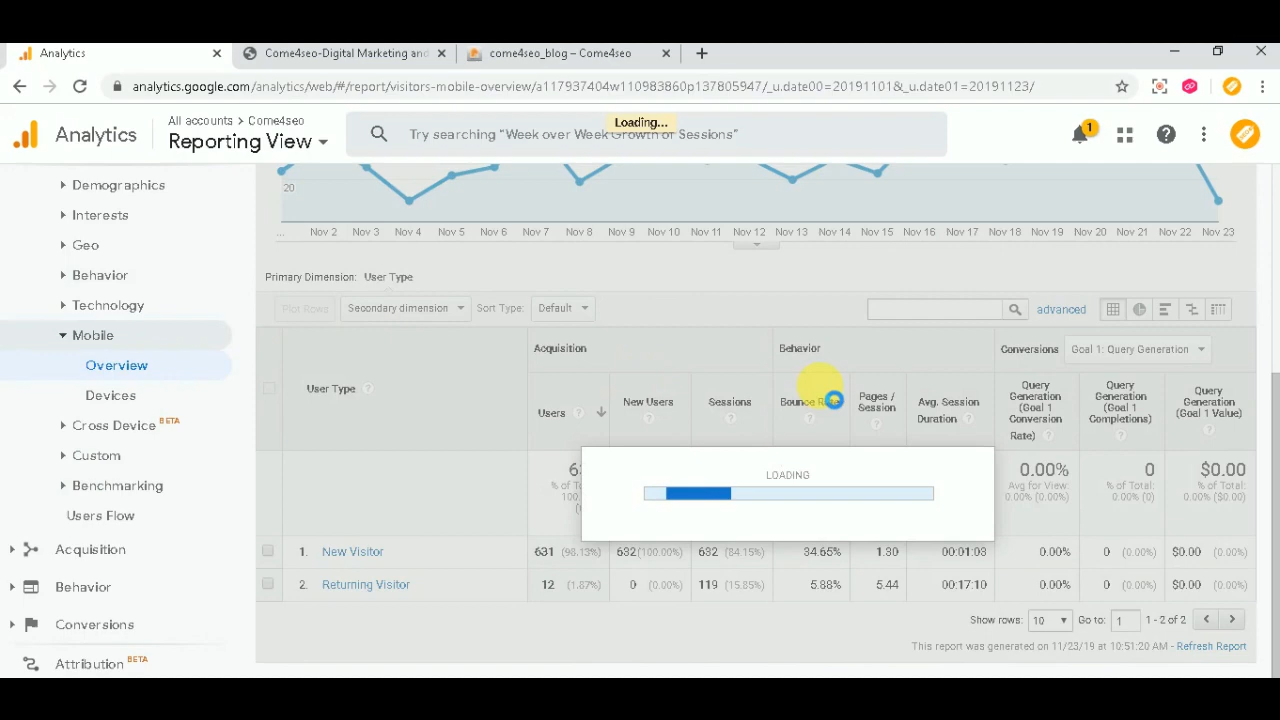 Analytics
Come4seo-Digital Marketing and
come4seo_blog – Come4seo
analytics.google.com/analytics/web/#/report/visitors-mobile-overview/a117937404w110983860p137805947/_u.date00=20191101&_u.date01=20191123/
Analytics
All accounts > Come4seo
Reporting View
Try searching "Week over Week Growth of Sessions"
Loading...
1
Demographics
Interests
Geo
Behavior
Technology
Mobile
Overview
Devices
Cross Device BETA
Custom
Benchmarking
Users Flow
Acquisition
Behavior
Conversions
Attribution BETA
20
... Nov 2 Nov 3 Nov 4 Nov 5 Nov 6 Nov 7 Nov 8 Nov 9 Nov 10 Nov 11 Nov 12 Nov 13 Nov 14 Nov 15 Nov 16 Nov 17 Nov 18 Nov 19 Nov 20 Nov 21 Nov 22 Nov 23
Primary Dimension: User Type
Plot Rows Secondary dimension Sort Type: Default advanced
Acquisition Behavior Conversions Goal 1: Query Generation
User Type ? Users ? New Users ? Sessions ? Bounce Rate ? Pages / Session ? Avg. Session Duration ? Query Generation (Goal 1 Conversion Rate) ? Query Generation (Goal 1 Completions) ? Query Generation (Goal 1 Value) ?
0.00% 0 $0.00
Avg for View: 0.00% (0.00%) % of Total: 0.00% (0) % of Total: 0.00% ($0.00)
LOADING
1. New Visitor 631 (98.13%) 632(100.00%) 632 (84.15%) 34.65% 1.30 00:01:03 0.00% 0 (0.00%) $0.00 (0.00%)
2. Returning Visitor 12 (1.87%) 0 (0.00%) 119 (15.85%) 5.88% 5.44 00:17:10 0.00% 0 (0.00%) $0.00 (0.00%)
Show rows: 10 Go to: 1 1 - 2 of 2
This report was generated on 11/23/19 at 10:51:20 AM - Refresh Report